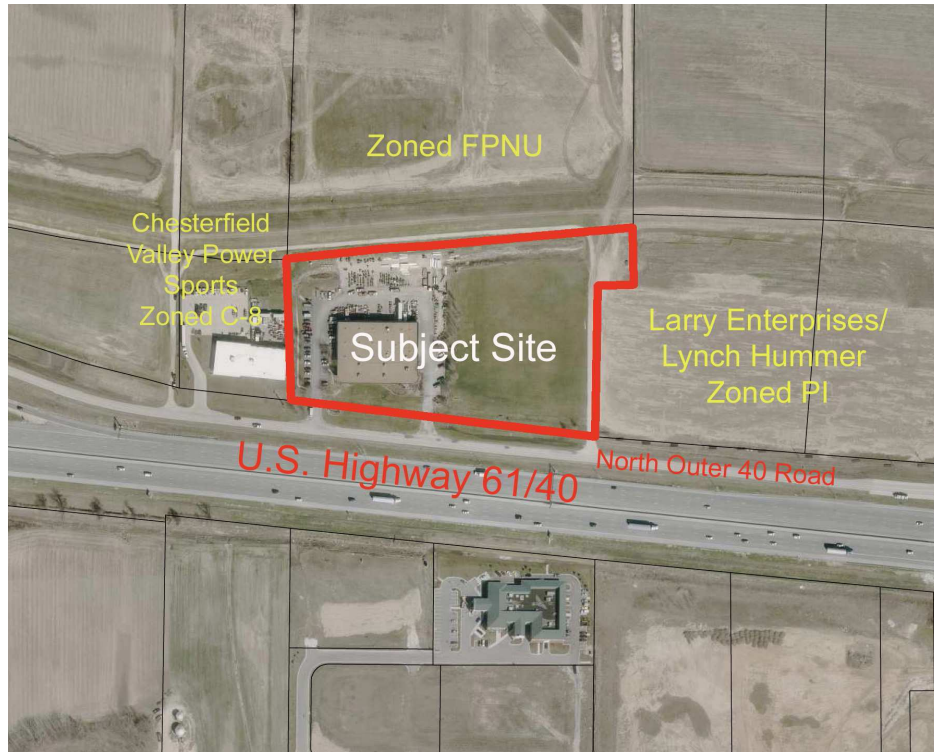 Zoned FPNU
Chesterfield
Valley Power
Sports
Zoned C-8
Subject Site
Larry Enterprises/
Lynch Hummer
Zoned PI
U.S. Highway 61/40
North Outer 40 Road